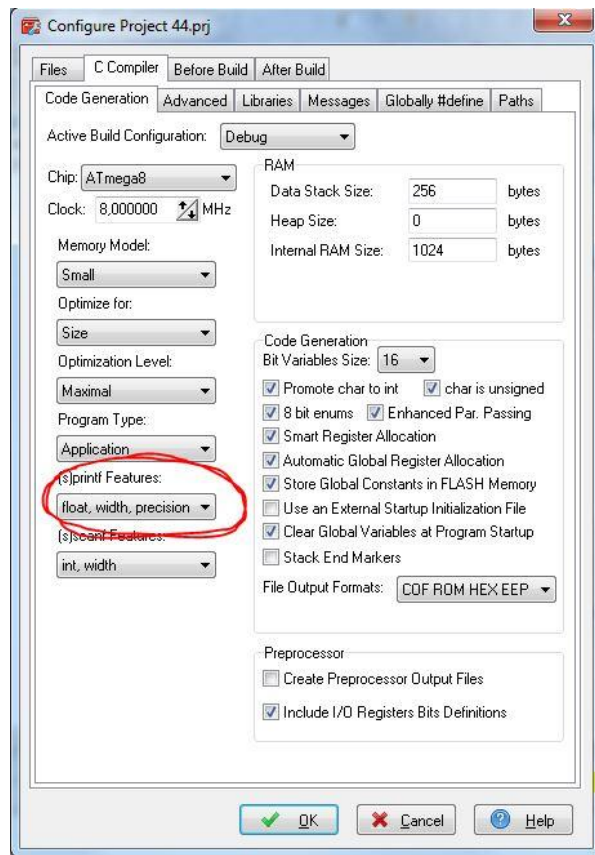 Configure Project 44.prj
Files C Compiler Before Build After Build
Code Generation Advanced Libraries Messages Globally #define Paths
Active Build Configuration: Debug
Chip: ATmega8
Clock: 8,000000 MHz
Memory Model:
Small
Optimize for:
Size
Optimization Level:
Maximal
Program Type:
Application
(s)printf Features:
float, width, precision
(s)scanf Features:
int, width
RAM
Data Stack Size: 256 bytes
Heap Size: 0 bytes
Internal RAM Size: 1024 bytes
Code Generation
Bit Variables Size: 16
Promote char to int char is unsigned
8 bit enums Enhanced Par. Passing
Smart Register Allocation
Automatic Global Register Allocation
Store Global Constants in FLASH Memory
Use an External Startup Initialization File
Clear Global Variables at Program Startup
Stack End Markers
File Output Formats: COF ROM HEX EEP
Preprocessor
Create Preprocessor Output Files
Include I/O Registers Bits Definitions
OK Cancel Help